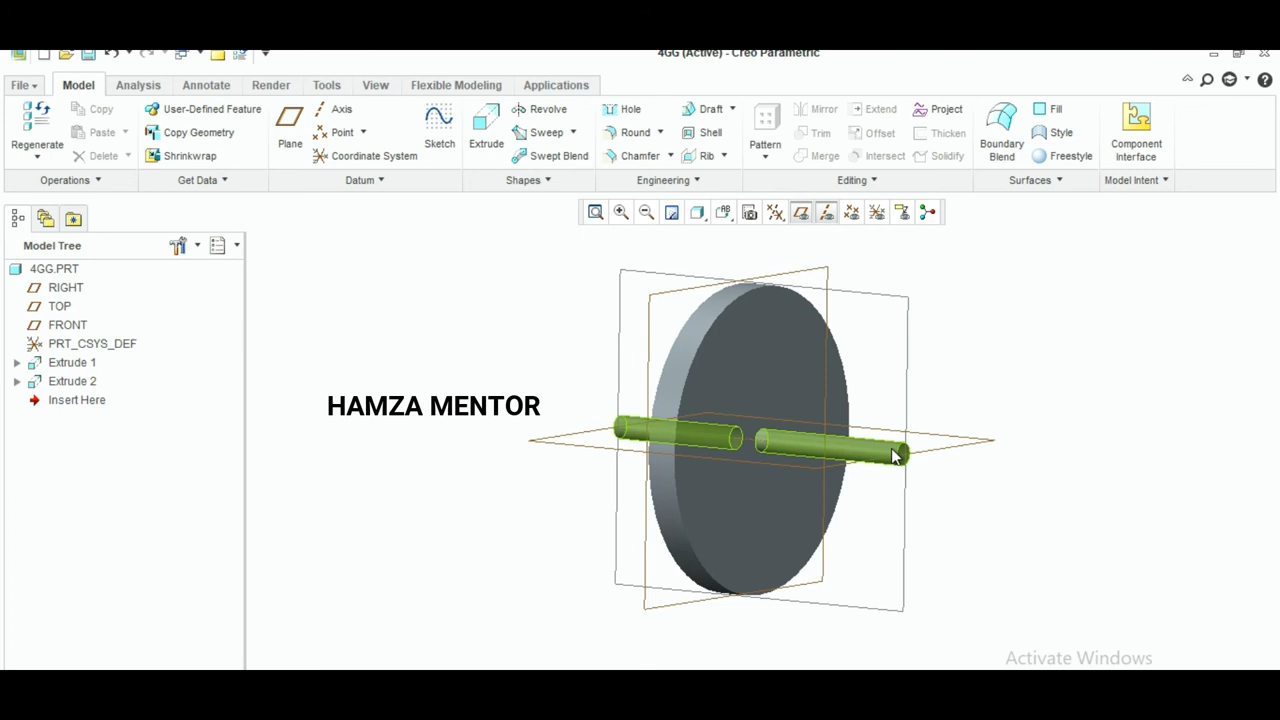 4GG (Active) - Creo Parametric
File Model Analysis Annotate Render Tools View Flexible Modeling Applications
Regenerate
Copy
Paste
Delete
Operations
User-Defined Feature
Copy Geometry
Shrinkwrap
Get Data
Plane
Axis
Point
Coordinate System
Sketch
Datum
Extrude
Revolve
Sweep
Swept Blend
Shapes
Hole
Round
Chamfer
Draft
Shell
Rib
Engineering
Pattern
Mirror
Trim
Merge
Extend
Offset
Intersect
Project
Thicken
Solidify
Editing
Boundary
Blend
Fill
Style
Freestyle
Surfaces
Component
Interface
Model Intent
Model Tree
4GG.PRT
RIGHT
TOP
FRONT
PRT_CSYS_DEF
Extrude 1
Extrude 2
Insert Here
HAMZA MENTOR
Activate Windows